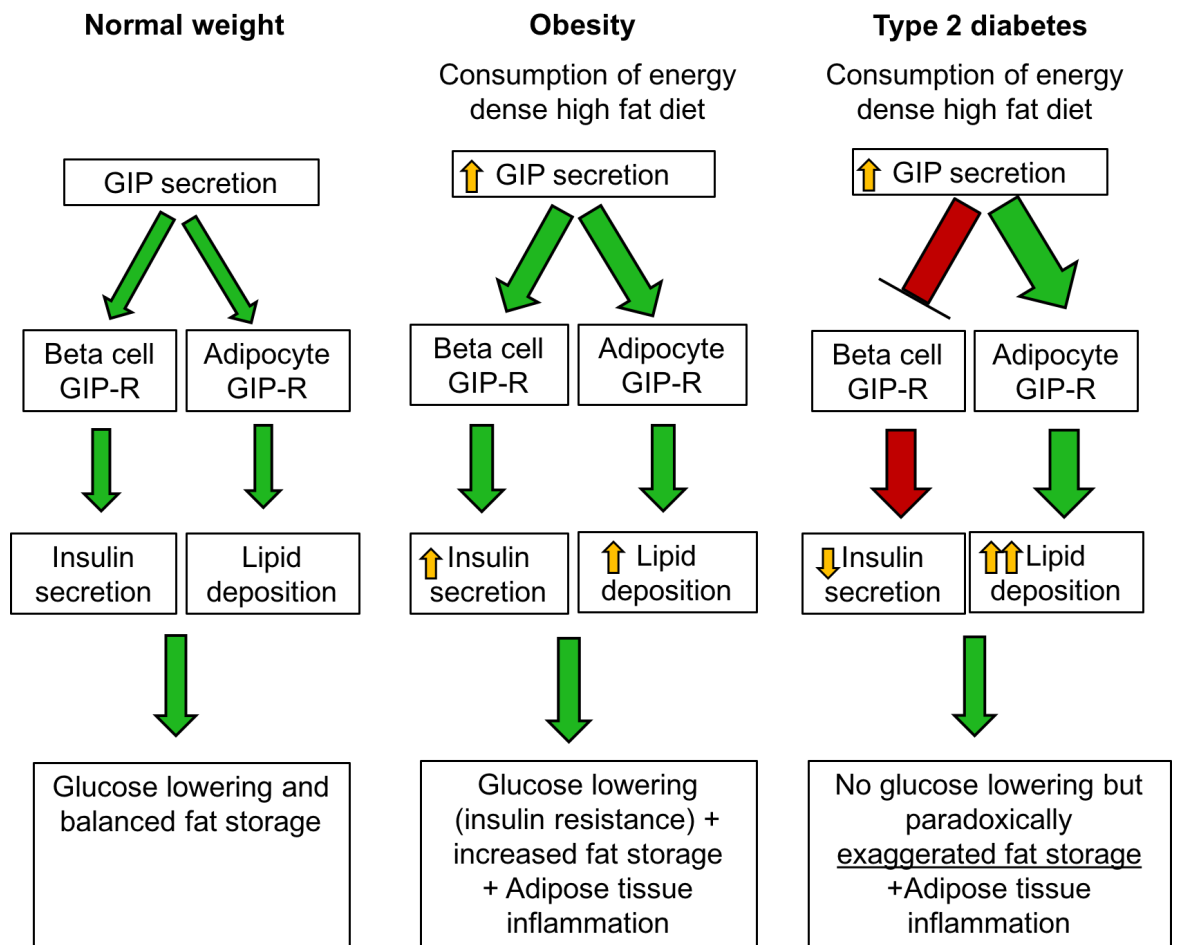 Normal weight
GIP secretion
Beta cell
GIP-R
Adipocyte
GIP-R
Insulin
secretion
Lipid
deposition
Glucose lowering and
balanced fat storage
Obesity
Consumption of energy
dense high fat diet
GIP secretion
Beta cell
GIP-R
Adipocyte
GIP-R
Insulin
secretion
Lipid
deposition
Glucose lowering
(insulin resistance) +
increased fat storage
+ Adipose tissue
inflammation
Type 2 diabetes
Consumption of energy
dense high fat diet
GIP secretion
Beta cell
GIP-R
Adipocyte
GIP-R
Insulin
secretion
Lipid
deposition
No glucose lowering but
paradoxically
exaggerated fat storage
+Adipose tissue
inflammation